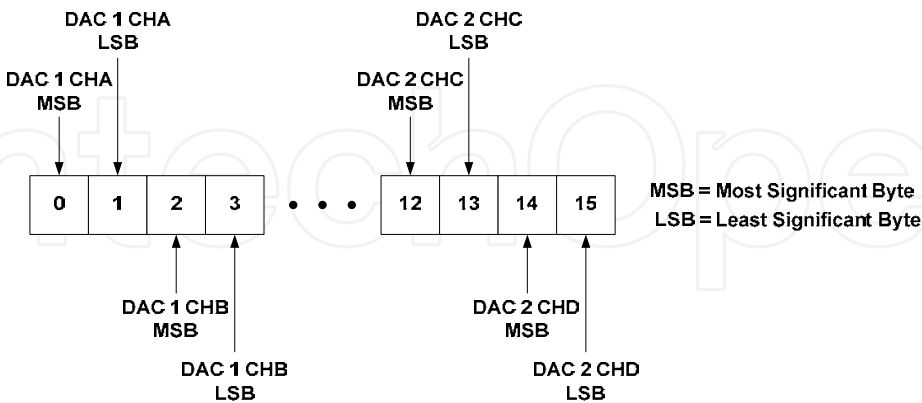 DAC 1 CHA
LSB
DAC 2 CHC
LSB
DAC 1 CHA
MSB
DAC 2 CHC
MSB
0 1 2 3 • • • 12 13 14 15
MSB = Most Significant Byte
LSB = Least Significant Byte
DAC 1 CHB
MSB
DAC 2 CHD
MSB
DAC 1 CHB
LSB
DAC 2 CHD
LSB
ntechOpe